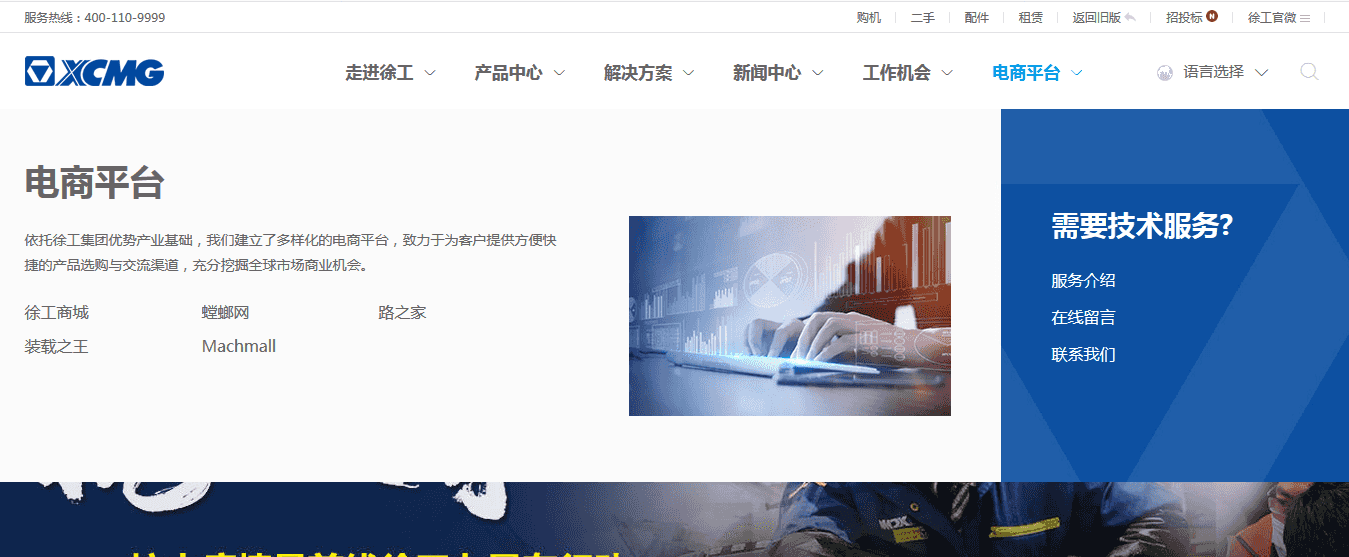 服务热线：400-110-9999
购机 二手 配件 租赁 返回旧版 招投标 N 徐工官微
XCMG 走进徐工 产品中心 解决方案 新闻中心 工作机会 电商平台 语言选择
电商平台
依托徐工集团优势产业基础，我们建立了多样化的电商平台，致力于为客户提供方便快
捷的产品选购与交流渠道，充分挖掘全球市场商业机会。
徐工商城 螳螂网 路之家
装载之王 Machmall
需要技术服务?
服务介绍
在线留言
联系我们